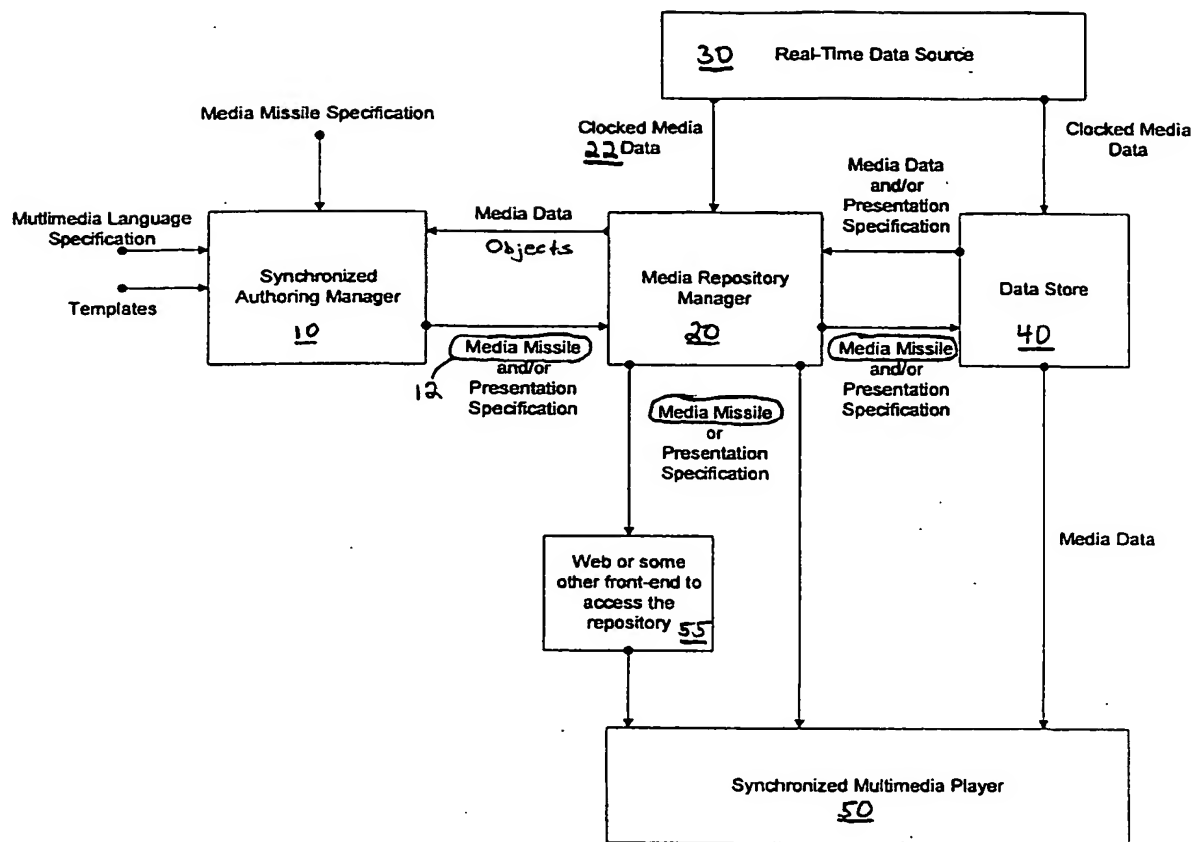 30 Real-Time Data Source
Media Missile Specification
Clocked Media
22 Data
Clocked Media
Data
Media Data
and/or
Presentation
Specification
Mutlimedia Language
Specification
Templates
Synchronized
Authoring Manager
10
Media Data
Objects
Media Repository
Manager
20
Data Store
40
12
Media Missile
and/or
Presentation
Specification
Media Missile
and/or
Presentation
Specification
Media Missile
or
Presentation
Specification
Media Data
Web or some
other front-end to
access the
repository 55
Synchronized Multimedia Player
50